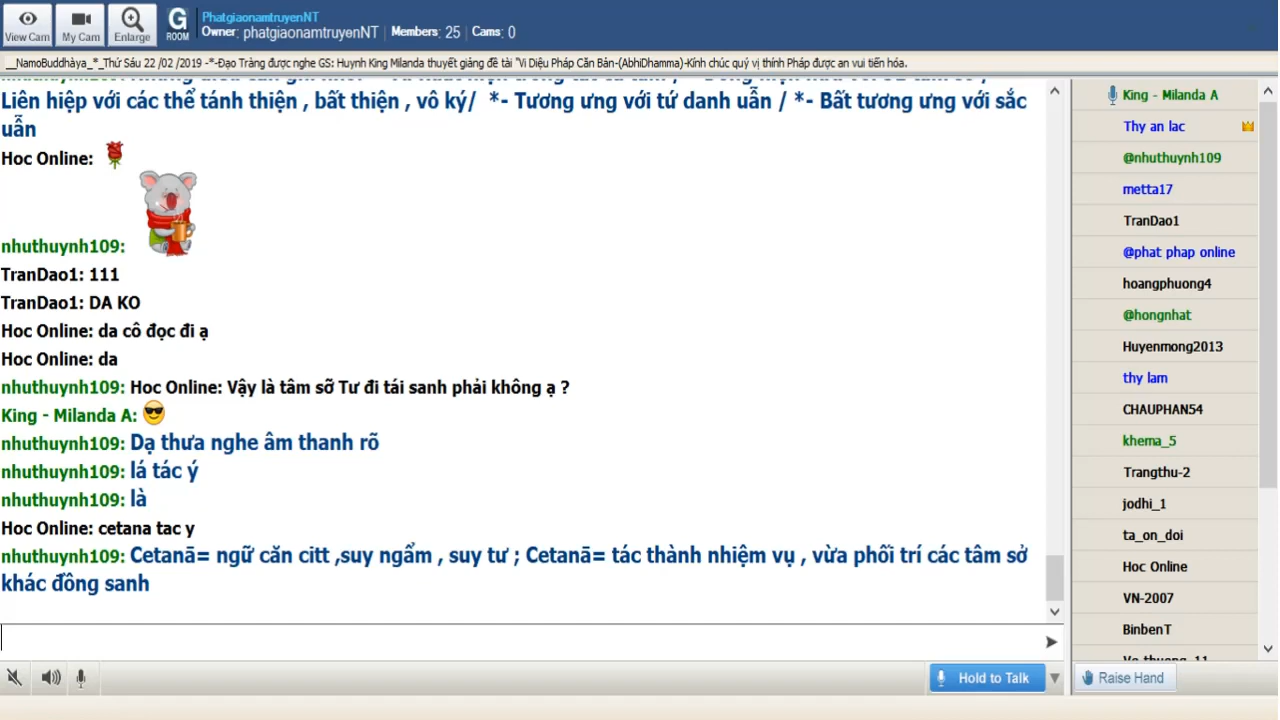 View Cam
My Cam
Enlarge
G
ROOM
PhatgiaonamtruyenNT
Owner: phatgiaonamtruyenNT | Members: 25 | Cams: 0
__NamoBuddhàya_*_Thứ Sáu 22 /02 /2019 -*-Đạo Tràng được nghe GS: Huynh King Milanda thuyết giảng đề tài "Vi Diệu Pháp Căn Bản-(AbhiDhamma)-Kính chúc quý vị thính Pháp được an vui tiến hóa.
Liên hiệp với các thể tánh thiện , bất thiện , vô ký/ *- Tương ưng với tứ danh uẩn / *- Bất tương ưng với sắc
uẩn
Hoc Online:
nhuthuynh109:
TranDao1: 111
TranDao1: DA KO
Hoc Online: da cô đọc đi ạ
Hoc Online: da
nhuthuynh109: Hoc Online: Vậy là tâm sỡ Tư đi tái sanh phải không ạ ?
King - Milanda A:
nhuthuynh109: Dạ thưa nghe âm thanh rõ
nhuthuynh109: lá tác ý
nhuthuynh109: là
Hoc Online: cetana tac y
nhuthuynh109: Cetanā= ngữ căn citt ,suy ngẩm , suy tư ; Cetanā= tác thành nhiệm vụ , vừa phối trí các tâm sở
khác đồng sanh
Hold to Talk
King - Milanda A
Thy an lac
@nhuthuynh109
metta17
TranDao1
@phat phap online
hoangphuong4
@hongnhat
Huyenmong2013
thy lam
CHAUPHAN54
khema_5
Trangthu-2
jodhi_1
ta_on_doi
Hoc Online
VN-2007
BinbenT
Raise Hand